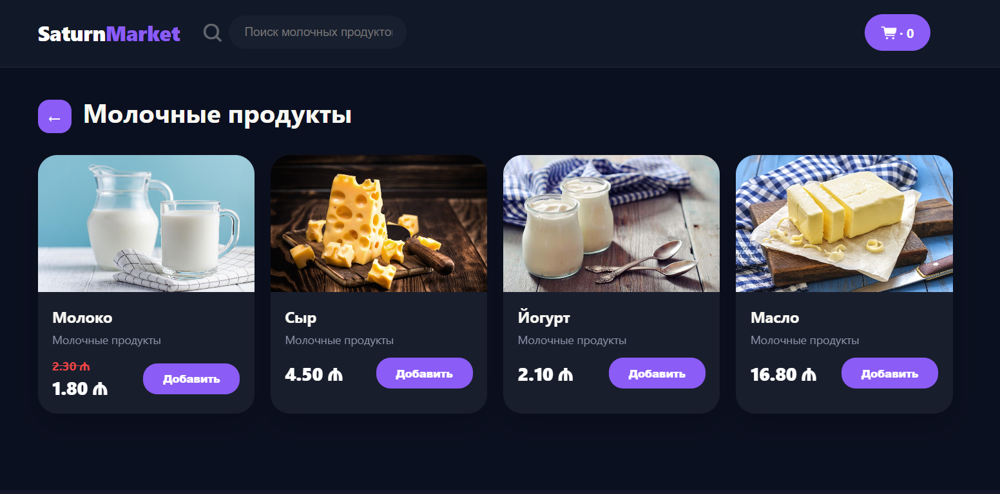 SaturnMarket
Поиск молочных продукто
· 0
← Молочные продукты
Молоко
Молочные продукты
2.30 ₼
1.80 ₼
Добавить
Сыр
Молочные продукты
4.50 ₼
Добавить
Йогурт
Молочные продукты
2.10 ₼
Добавить
Масло
Молочные продукты
16.80 ₼
Добавить